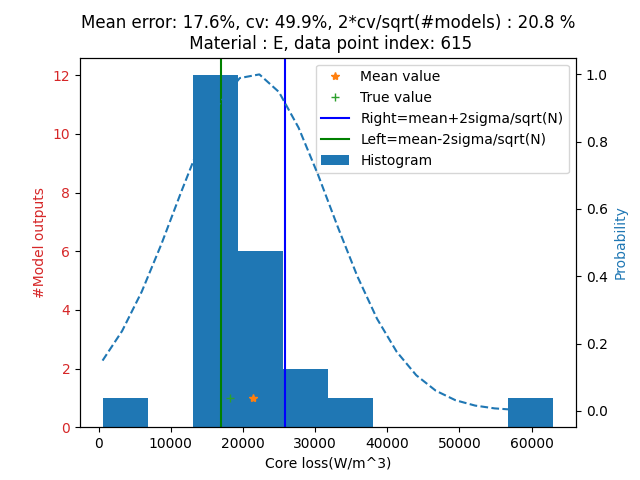 Mean error: 17.6%, cv: 49.9%, 2*cv/sqrt(#models) : 20.8 %
Material : E, data point index: 615
12
10
8
6
4
2
0
#Model outputs
Mean value
True value
Right=mean+2sigma/sqrt(N)
Left=mean-2sigma/sqrt(N)
Histogram
1.0
0.8
0.6
0.4
0.2
0.0
Probability
0 10000 20000 30000 40000 50000 60000
Core loss(W/m^3)